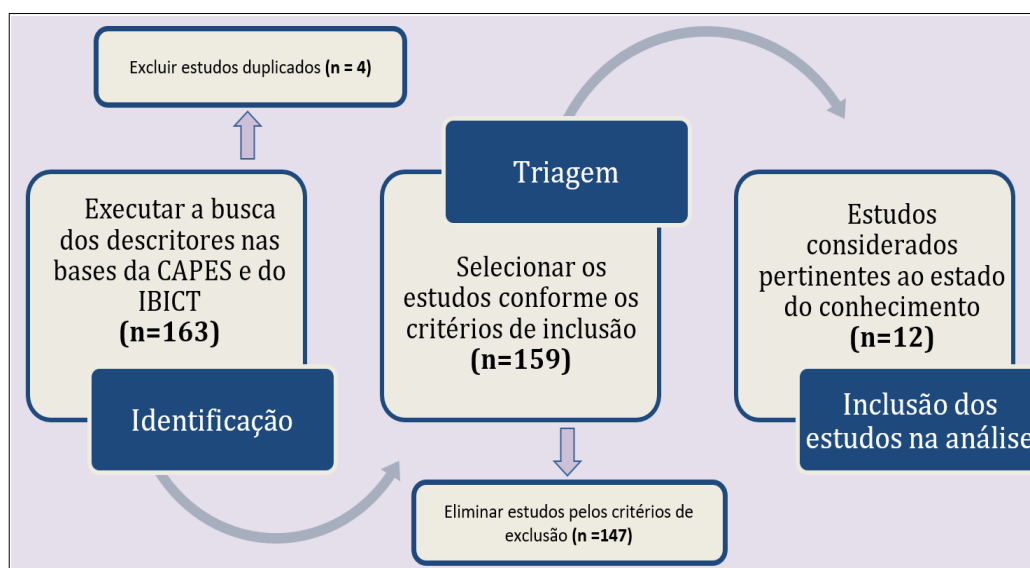 Excluir estudos duplicados (n = 4)
Executar a busca
dos descritores nas
bases da CAPES e do
IBICT
(n=163)
Identificação
Triagem
Selecionar os
estudos conforme os
critérios de inclusão
(n=159)
Eliminar estudos pelos critérios de
exclusão (n =147)
Estudos
considerados
pertinentes ao estado
do conhecimento
(n=12)
Inclusão dos
estudos na análise